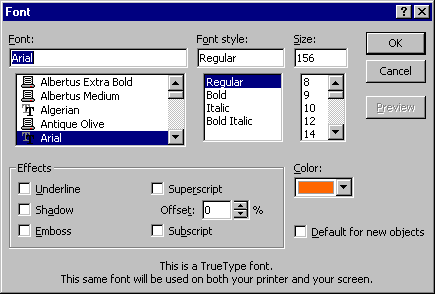 Font
Font: Font style: Size:
Arial Regular 156 OK
Albertus Extra Bold Regular 8 Cancel
Albertus Medium Bold 9
Algerian Italic 10 Preview
Antique Olive Bold Italic 12
Arial 14
Effects Color:
Underline Superscript
Shadow Offset: 0 %
Emboss Subscript Default for new objects
This is a TrueType font.
This same font will be used on both your printer and your screen.